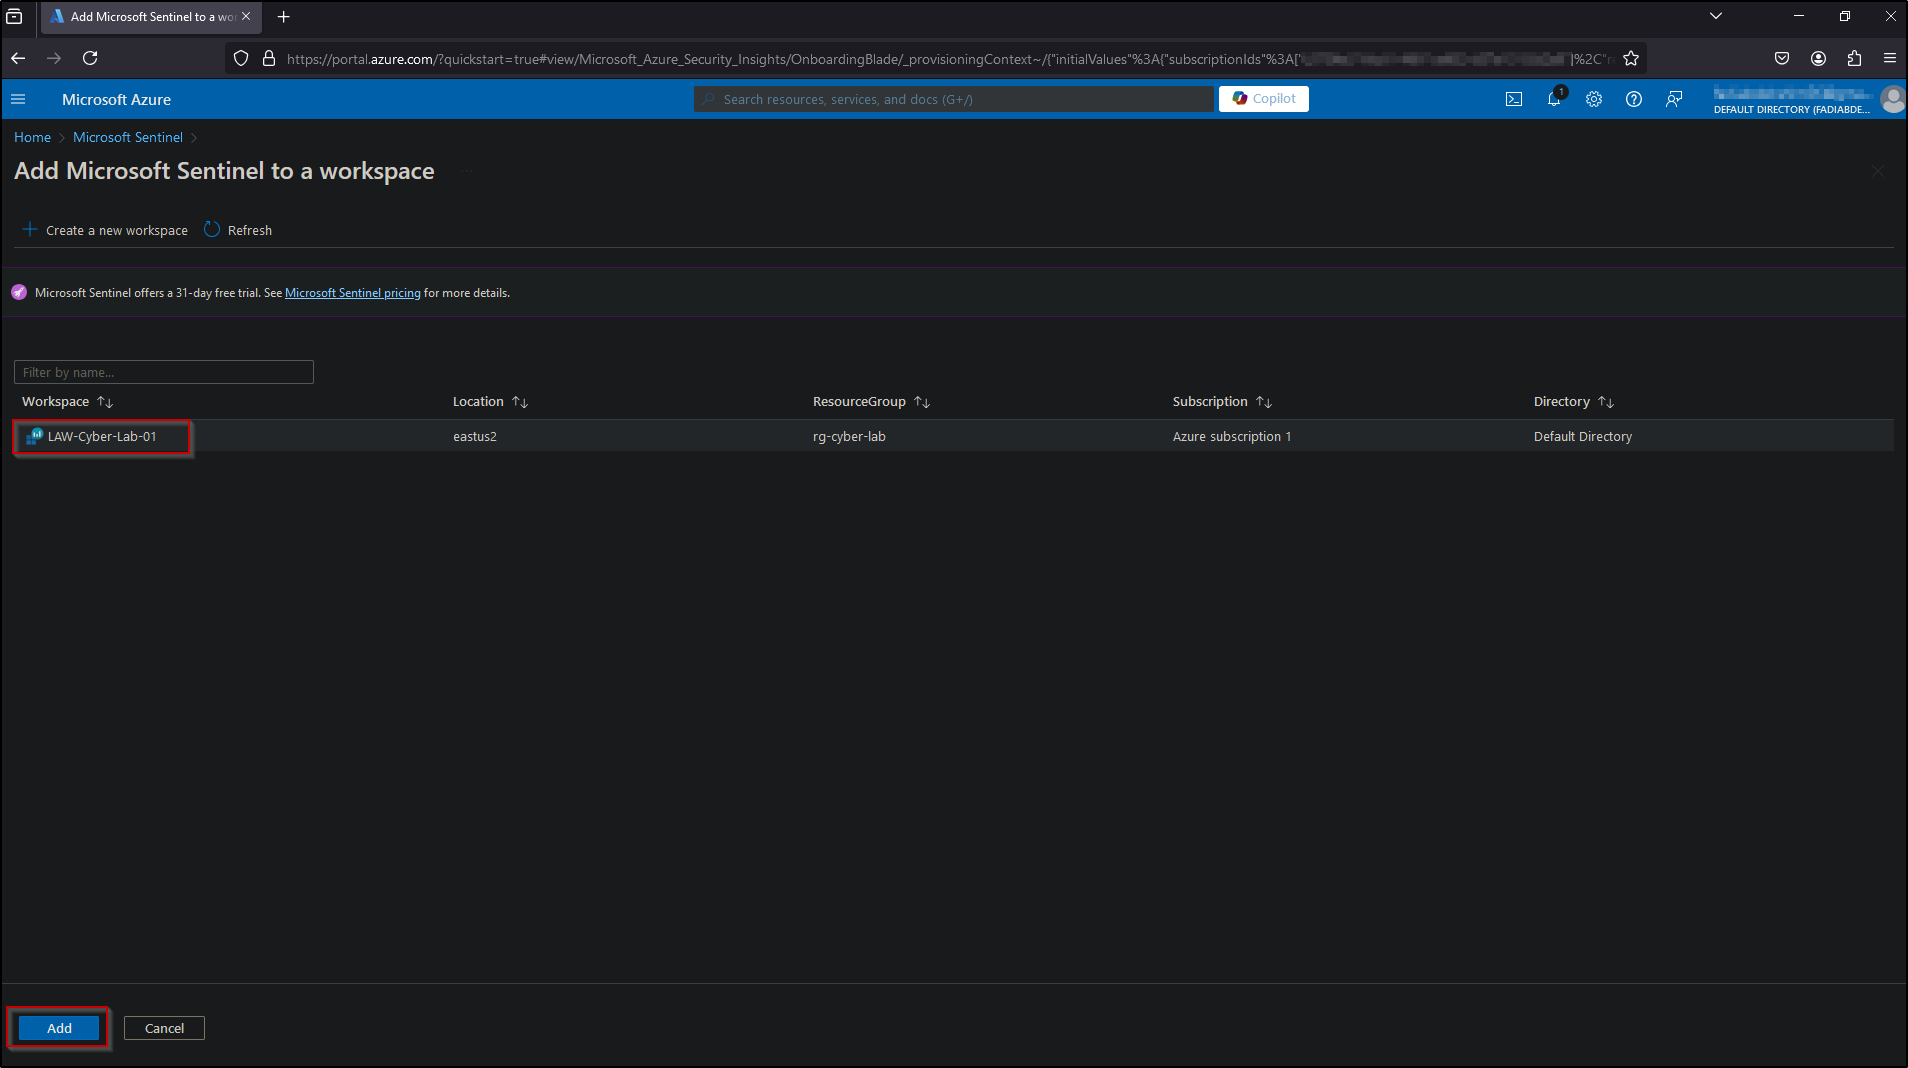 Add Microsoft Sentinel to a wo
https://portal.azure.com/?quickstart=true#view/Microsoft_Azure_Security_Insights/OnboardingBlade/_provisioningContext~/{"initialValues"%3A{"subscriptionIds"%3A[" ]%2C"r
Microsoft Azure
Search resources, services, and docs (G+/)
Copilot
1
DEFAULT DIRECTORY (FADIABDE...
Home > Microsoft Sentinel >
Add Microsoft Sentinel to a workspace ...
Create a new workspace Refresh
Microsoft Sentinel offers a 31-day free trial. See Microsoft Sentinel pricing for more details.
Filter by name...
Workspace Location ResourceGroup Subscription Directory
LAW-Cyber-Lab-01 eastus2 rg-cyber-lab Azure subscription 1 Default Directory
Add Cancel